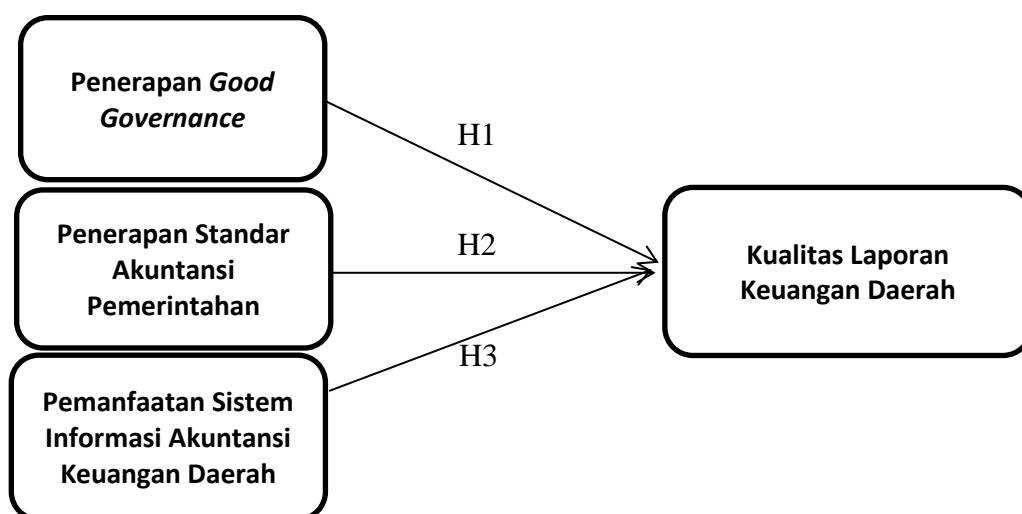 Penerapan Good
Governance
H1
Penerapan Standar
Akuntansi
Pemerintahan
H2
Kualitas Laporan
Keuangan Daerah
H3
Pemanfaatan Sistem
Informasi Akuntansi
Keuangan Daerah